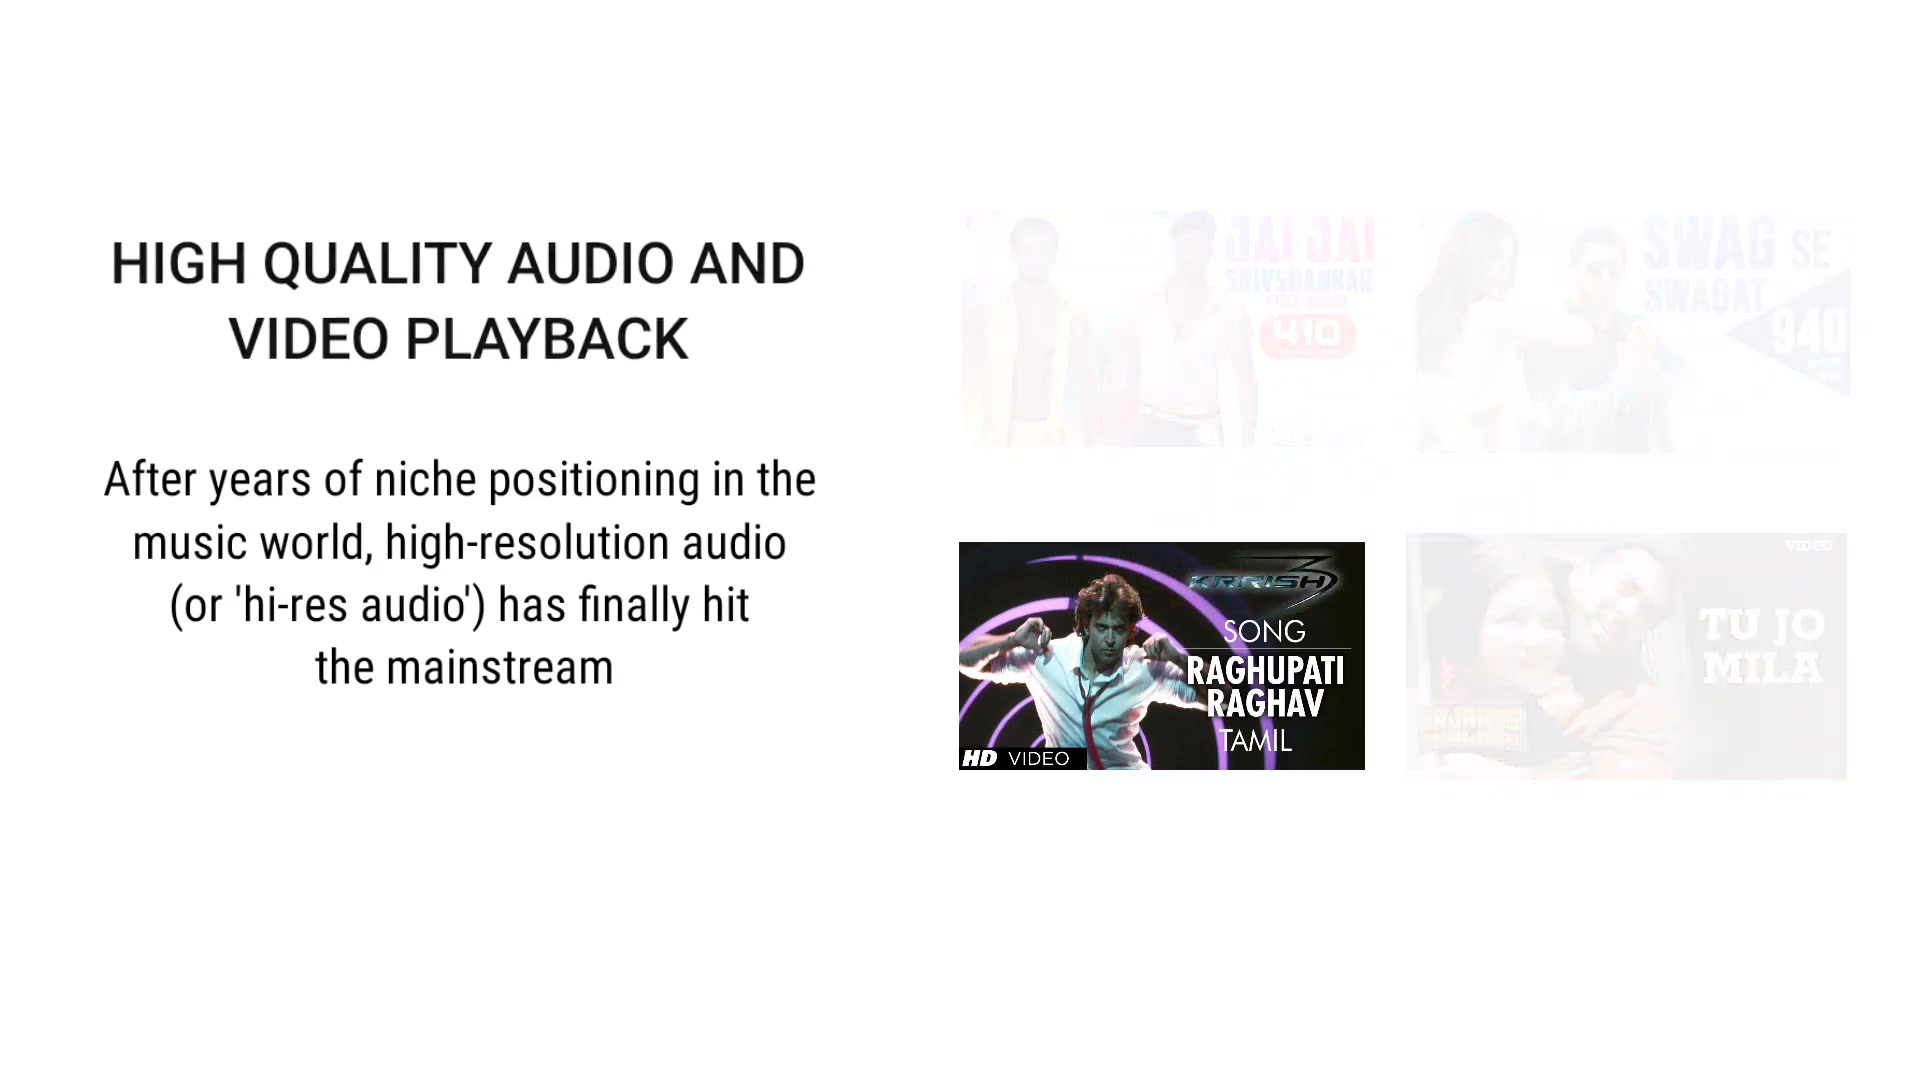 HIGH QUALITY AUDIO AND
VIDEO PLAYBACK
After years of niche positioning in the
music world, high-resolution audio
(or 'hi-res audio') has finally hit
the mainstream
JAI JAI
SHIVSHANKAR
410
SWAG SE
SWAGAT
940
KRRISH 3
SONG
RAGHUPATI
RAGHAV
TAMIL
HD VIDEO
VIDEO
TU JO
MILA